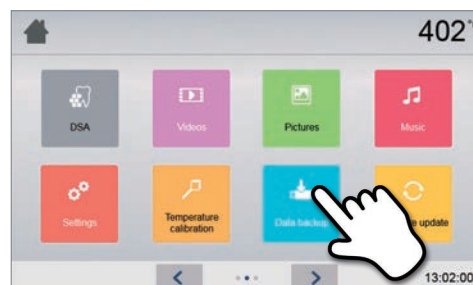 402°
DSA
Videos
Pictures
Music
Settings
Temperature
calibration
Data backup
update
13:02:00